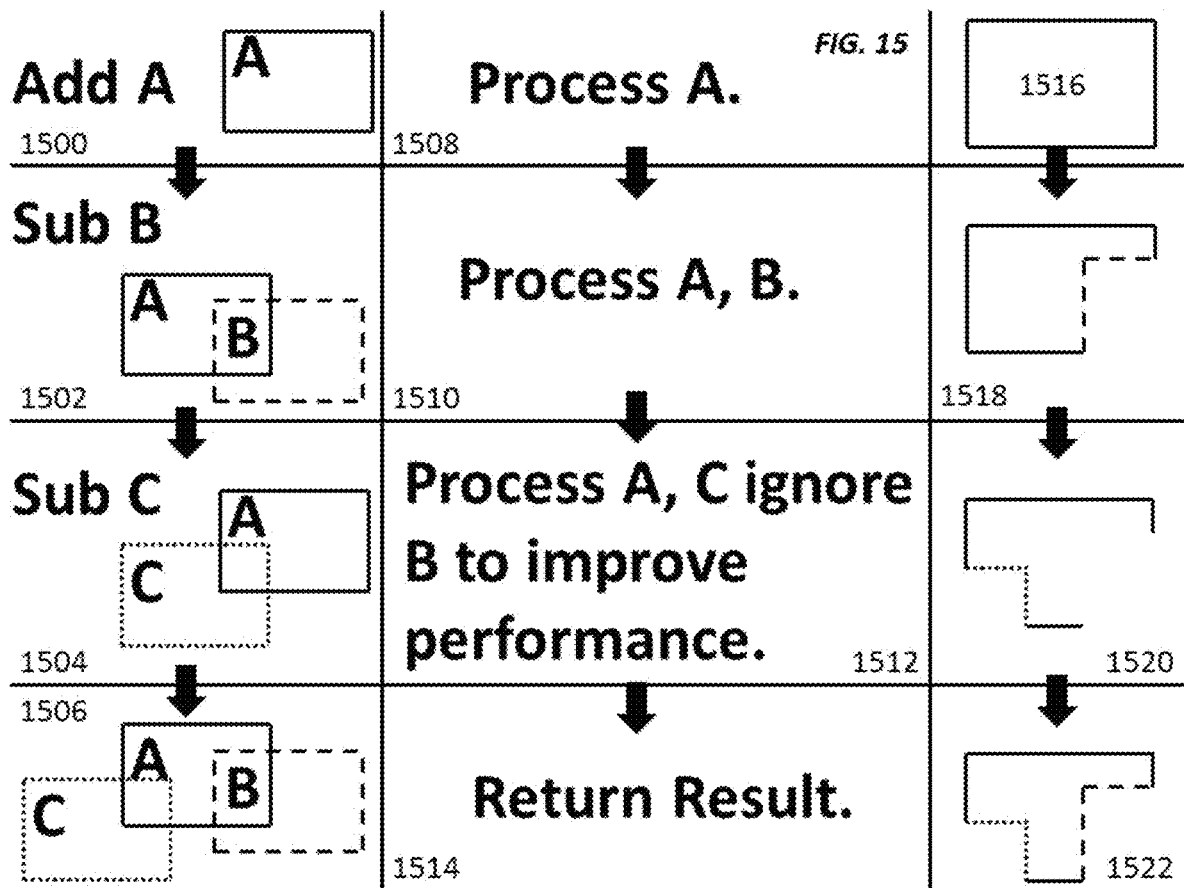 FIG. 15
Add A
A
1500
Process A.
1508
1516
Sub B
A
B
1502
Process A, B.
1510
1518
Sub C
A
C
1504
Process A, C ignore
B to improve
performance.
1512
1520
1506
A
B
C
Return Result.
1514
1522